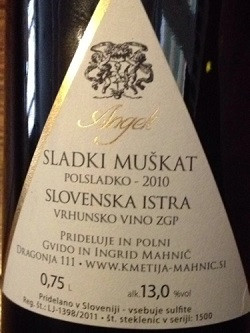 Angel
SLADKI MUŠKAT
POLSLADKO - 2010
SLOVENSKA ISTRA
VRHUNSKO VINO ZGP
PRIDELUJE IN POLNI
GVIDO IN INGRID MAHNIČ
DRAGONJA 111 • WWW.KMETIJA-MAHNIC.SI
0,75 L alk.13,0 %vol
Pridelano v Sloveniji - vsebuje sulfite
Reg. št.: LJ-1398/2011 • št. steklenic v seriji: 1500